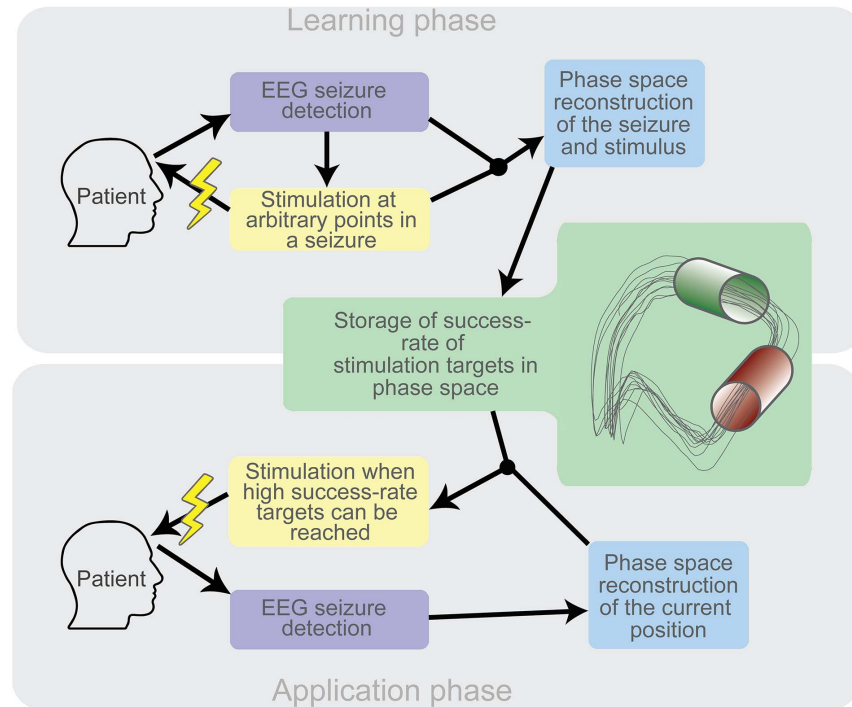 Learning phase
EEG seizure
detection
Phase space
reconstruction
of the seizure
and stimulus
Patient
Stimulation at
arbitrary points in
a seizure
Storage of success-
rate of
stimulation targets in
phase space
Stimulation when
high success-rate
targets can be
reached
Patient
EEG seizure
detection
Phase space
reconstruction
of the current
position
Application phase